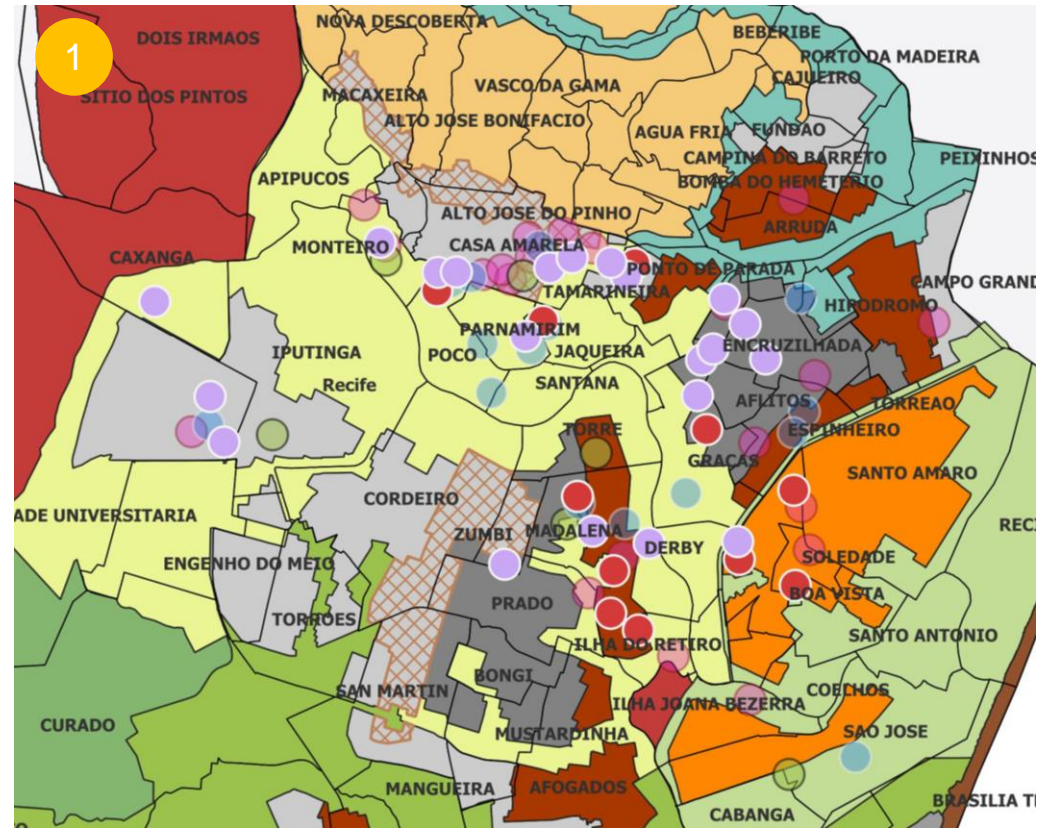 1
NOVA DESCOBERTA
DOIS IRMAOS
BEBERIBE
PORTO DA MADEIRA
CAJUEIRO
VASCO DA GAMA
SITIO DOS PINTOS
MACAXEIRA
ALTO JOSE BONIFACIO
AGUA FRIA
FUNDAO
CAMPINA DO BARRETO
PEIXINHOS
APIPUCOS
BOMBA DO HEMETERIO
ALTO JOSE DO PINHO
ARRUDA
MONTEIRO
CASA AMARELA
CAXANGA
PONTO DE PARADA
CAMPO GRAND
TAMARINEIRA
HIPODROMO
PARNAMIRIM
ENCRUZILHADA
IPUTINGA
POCO
JAQUEIRA
Recife
SANTANA
AFLITOS
TORREAO
TORRE
ESPINHEIRO
GRAÇAS
SANTO AMARO
CORDEIRO
ADE UNIVERSITARIA
ZUMBI
MADALENA
RECI
DERBY
SOLEDADE
ENGENHO DO MEIO
BOA VISTA
PRADO
TORROES
SANTO ANTONIO
ILHA DO RETIRO
BONGI
SAN MARTIN
COELHOS
ILHA JOANA BEZERRA
CURADO
SAO JOSE
MUSTARDINHA
MANGUEIRA
AFOGADOS
BRASILIA TE
CABANGA